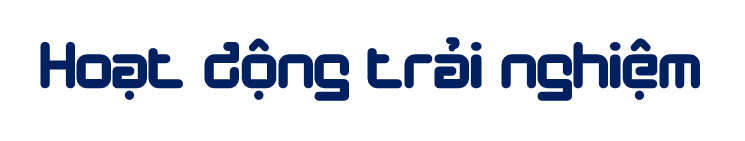 Hoạt động trải nghiệm